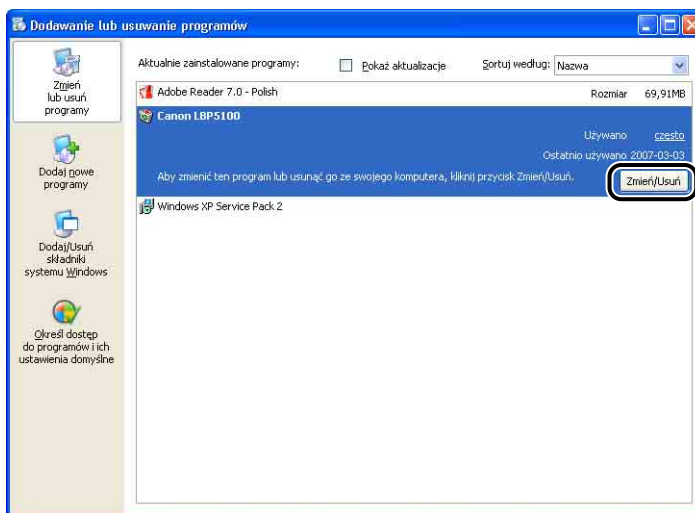 Dodawanie lub usuwanie programów
Zmień
lub usuń
programy
Dodaj nowe
programy
Dodaj/Usuń
składniki
systemu Windows
Określ dostęp
do programów i ich
ustawienia domyślne
Aktualnie zainstalowane programy:
Pokaż aktualizacje
Sortuj według: Nazwa
Adobe Reader 7.0 - Polish
Rozmiar 69,91MB
Canon LBP5100
Używano często
Ostatnio używano 2007-03-03
Aby zmienić ten program lub usunąć go ze swojego komputera, kliknij przycisk Zmień/Usuń.
Zmień/Usuń
Windows XP Service Pack 2